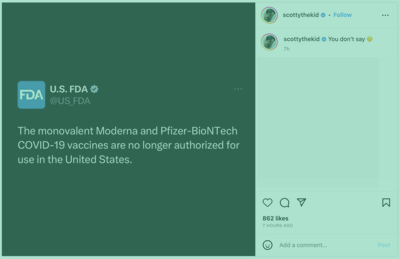 scottythekid • Follow
scottythekid You don't say
7h
FDA
U.S. FDA
@US_FDA
The monovalent Moderna and Pfizer-BioNTech
COVID-19 vaccines are no longer authorized for
use in the United States.
862 likes
7 HOURS AGO
Add a comment...
Post